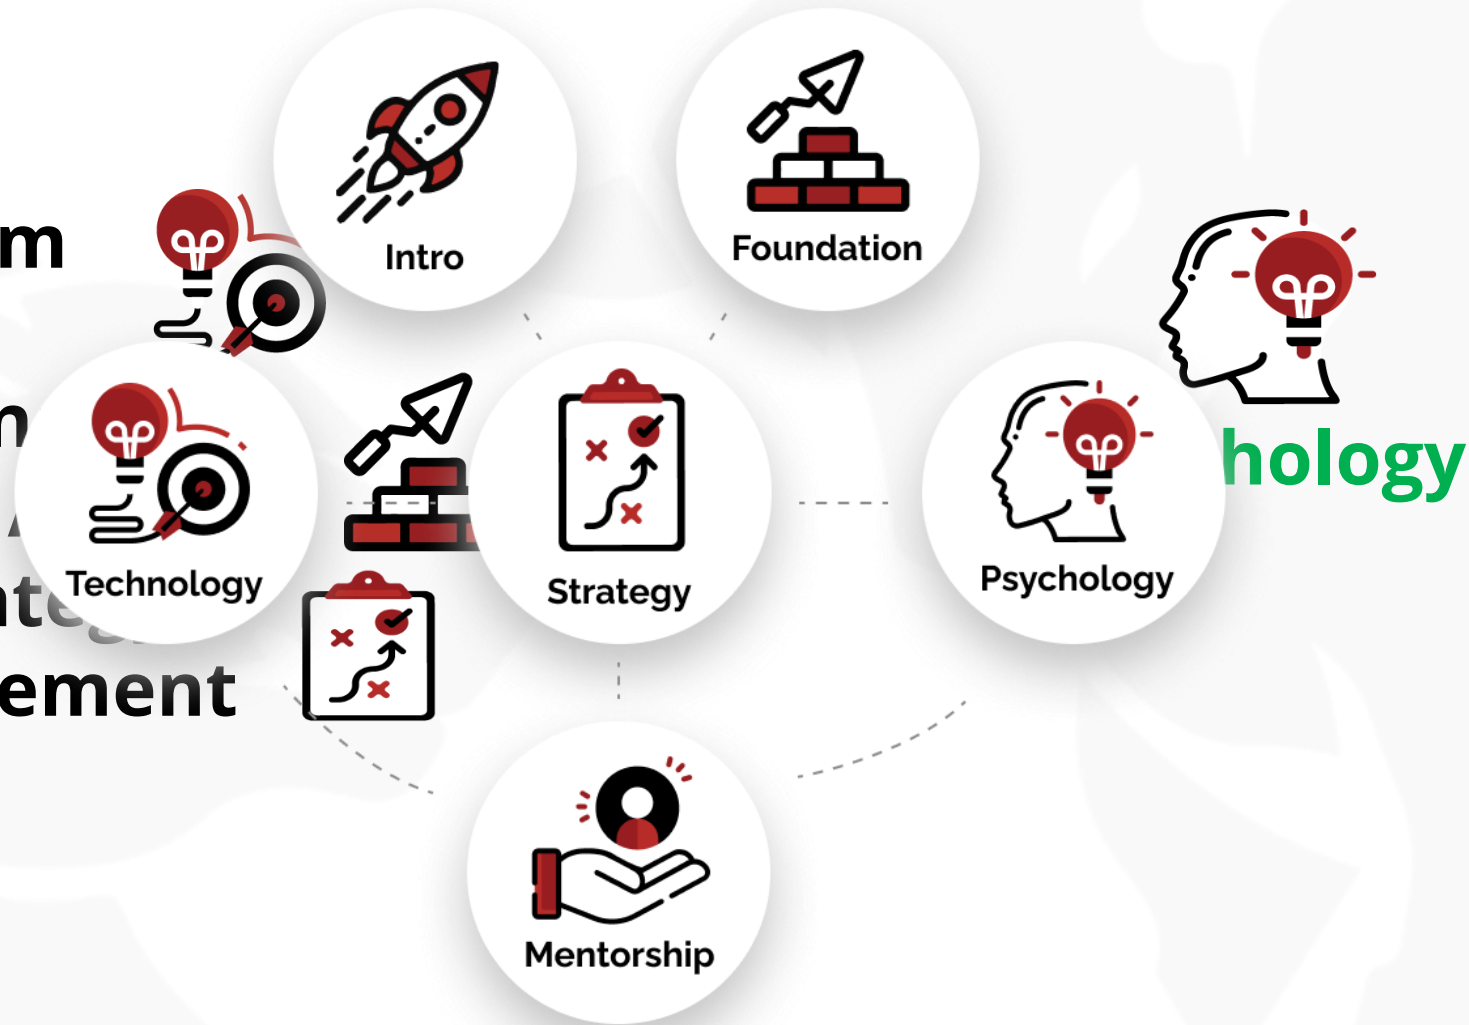 Intro
Foundation
m
hology
Technology
Strategy
Psychology
ement
Mentorship